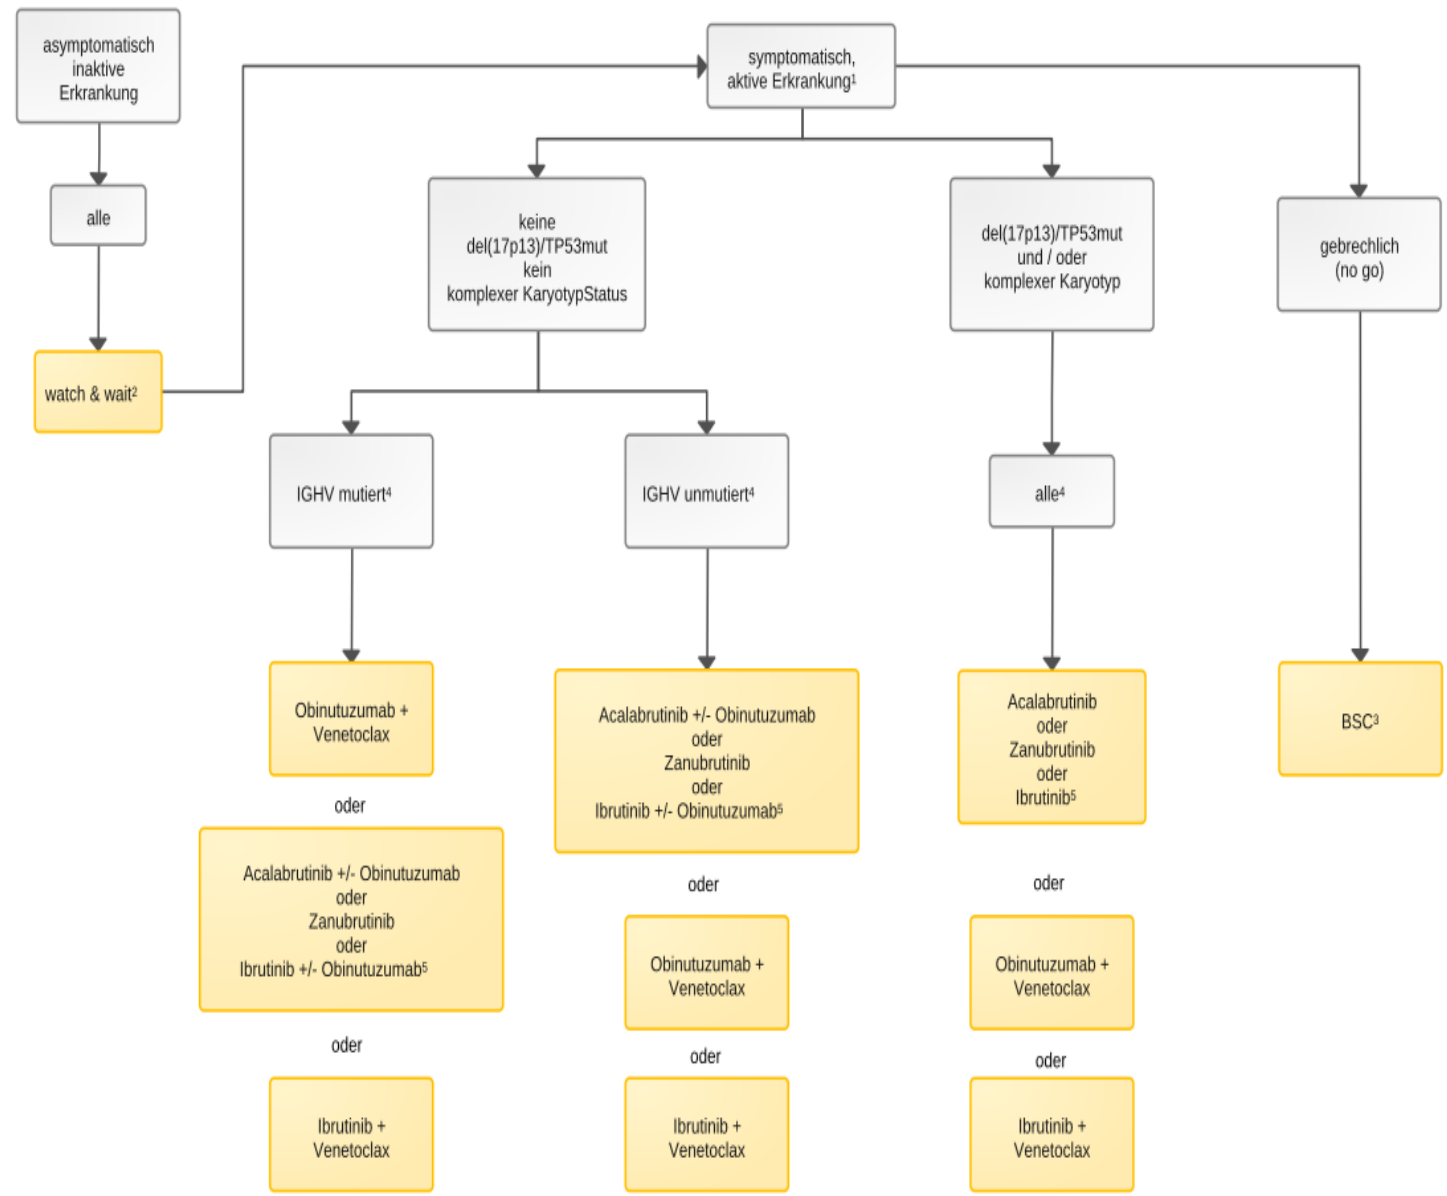 asymptomatisch
inaktive
Erkrankung
symptomatisch,
aktive Erkrankung¹
alle
watch & wait²
keine
del(17p13)/TP53mut
kein
komplexer KaryotypStatus
del(17p13)/TP53mut
und / oder
komplexer Karyotyp
gebrechlich
(no go)
IGHV mutiert⁴
IGHV unmutiert⁴
alle⁴
Obinutuzumab +
Venetoclax
oder
Acalabrutinib +/- Obinutuzumab
oder
Zanubrutinib
oder
Ibrutinib +/- Obinutuzumab⁵
oder
Ibrutinib +
Venetoclax
Acalabrutinib +/- Obinutuzumab
oder
Zanubrutinib
oder
Ibrutinib +/- Obinutuzumab⁵
oder
Obinutuzumab +
Venetoclax
oder
Ibrutinib +
Venetoclax
Acalabrutinib
oder
Zanubrutinib
oder
Ibrutinib⁵
oder
Obinutuzumab +
Venetoclax
oder
Ibrutinib +
Venetoclax
BSC³